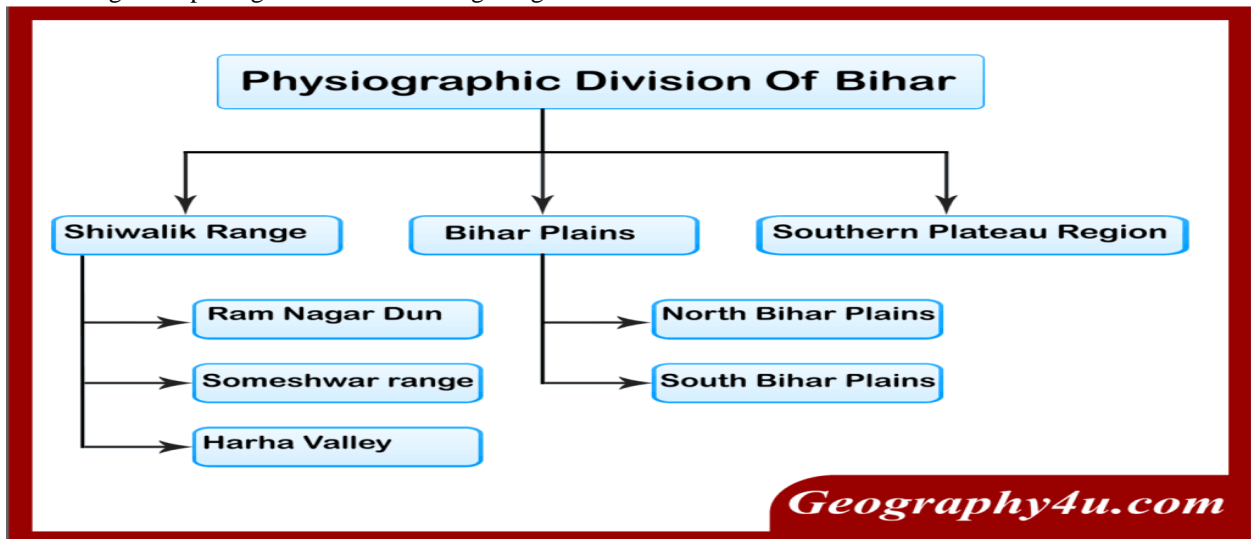 Physiographic Division Of Bihar
Shiwalik Range
Bihar Plains
Southern Plateau Region
Ram Nagar Dun
North Bihar Plains
Someshwar range
South Bihar Plains
Harha Valley
Geography4u.com